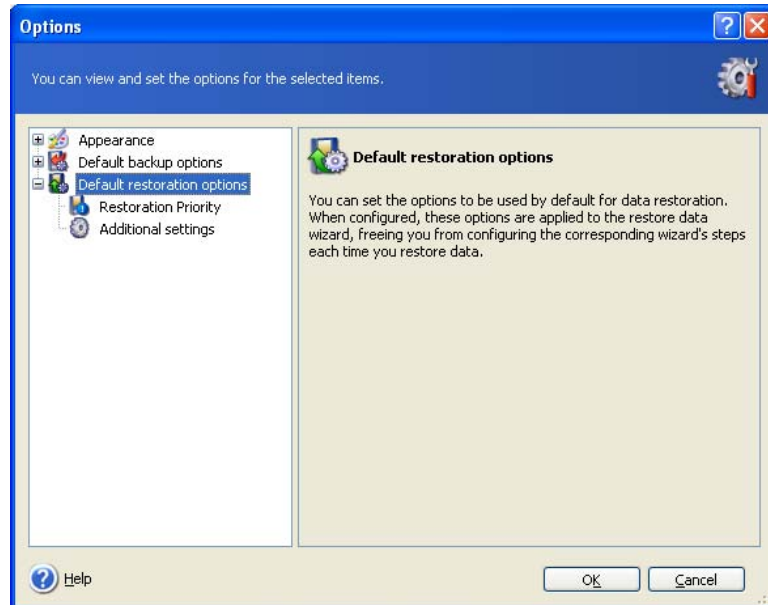 Options
You can view and set the options for the selected items.
Appearance
Default backup options
Default restoration options
Restoration Priority
Additional settings
Default restoration options
You can set the options to be used by default for data restoration.
When configured, these options are applied to the restore data
wizard, freeing you from configuring the corresponding wizard's steps
each time you restore data.
Help
OK
Cancel